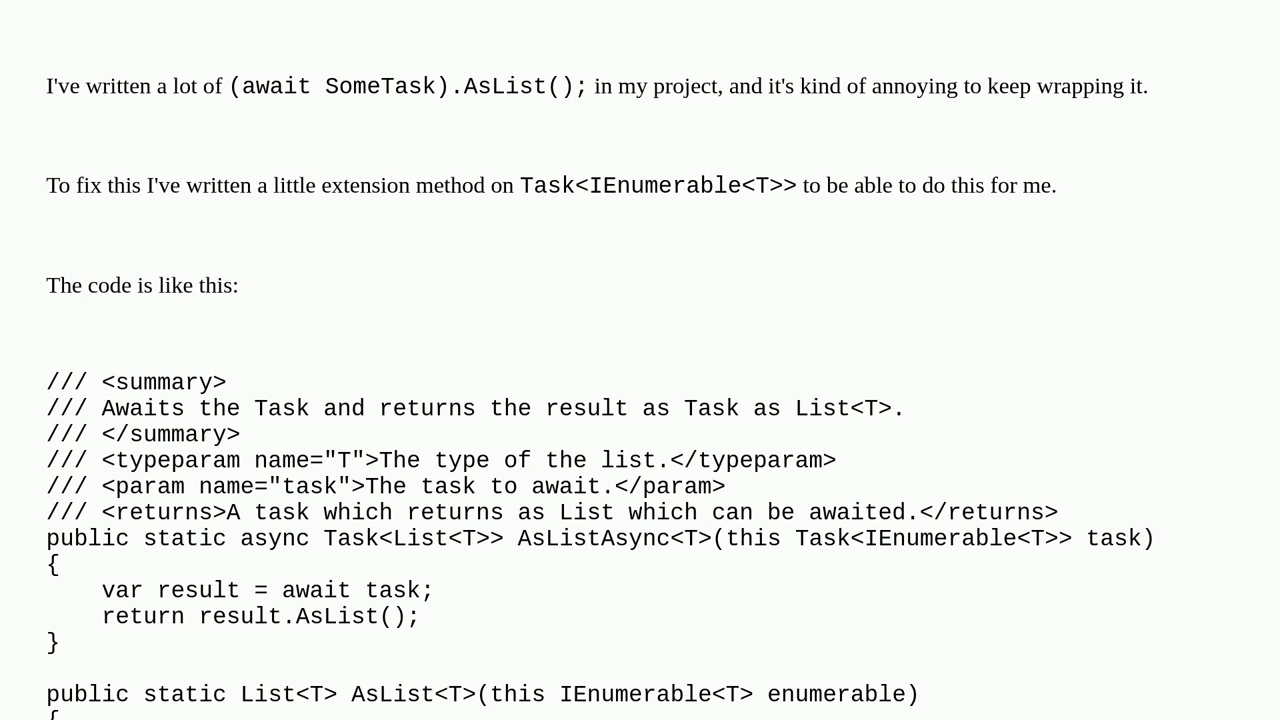 I've written a lot of (await SomeTask).AsList(); in my project, and it's kind of annoying to keep wrapping it.
To fix this I've written a little extension method on Task<IEnumerable<T>> to be able to do this for me.
The code is like this:
/// <summary>
/// Awaits the Task and returns the result as Task as List<T>.
/// </summary>
/// <typeparam name="T">The type of the list.</typeparam>
/// <param name="task">The task to await.</param>
/// <returns>A task which returns as List which can be awaited.</returns>
public static async Task<List<T>> AsListAsync<T>(this Task<IEnumerable<T>> task)
{
    var result = await task;
    return result.AsList();
}
public static List<T> AsList<T>(this IEnumerable<T> enumerable)
{